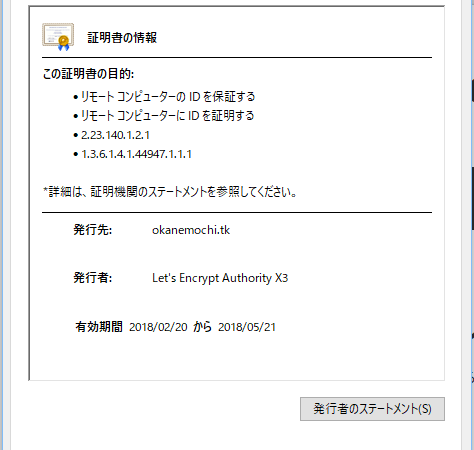 証明書の情報
この証明書の目的:
• リモート コンピューターの ID を保証する
• リモート コンピューターに ID を証明する
• 2.23.140.1.2.1
• 1.3.6.1.4.1.44947.1.1.1
*詳細は、証明機関のステートメントを参照してください。
発行先: okanemochi.tk
発行者: Let's Encrypt Authority X3
有効期間 2018/02/20 から 2018/05/21
発行者のステートメント(S)